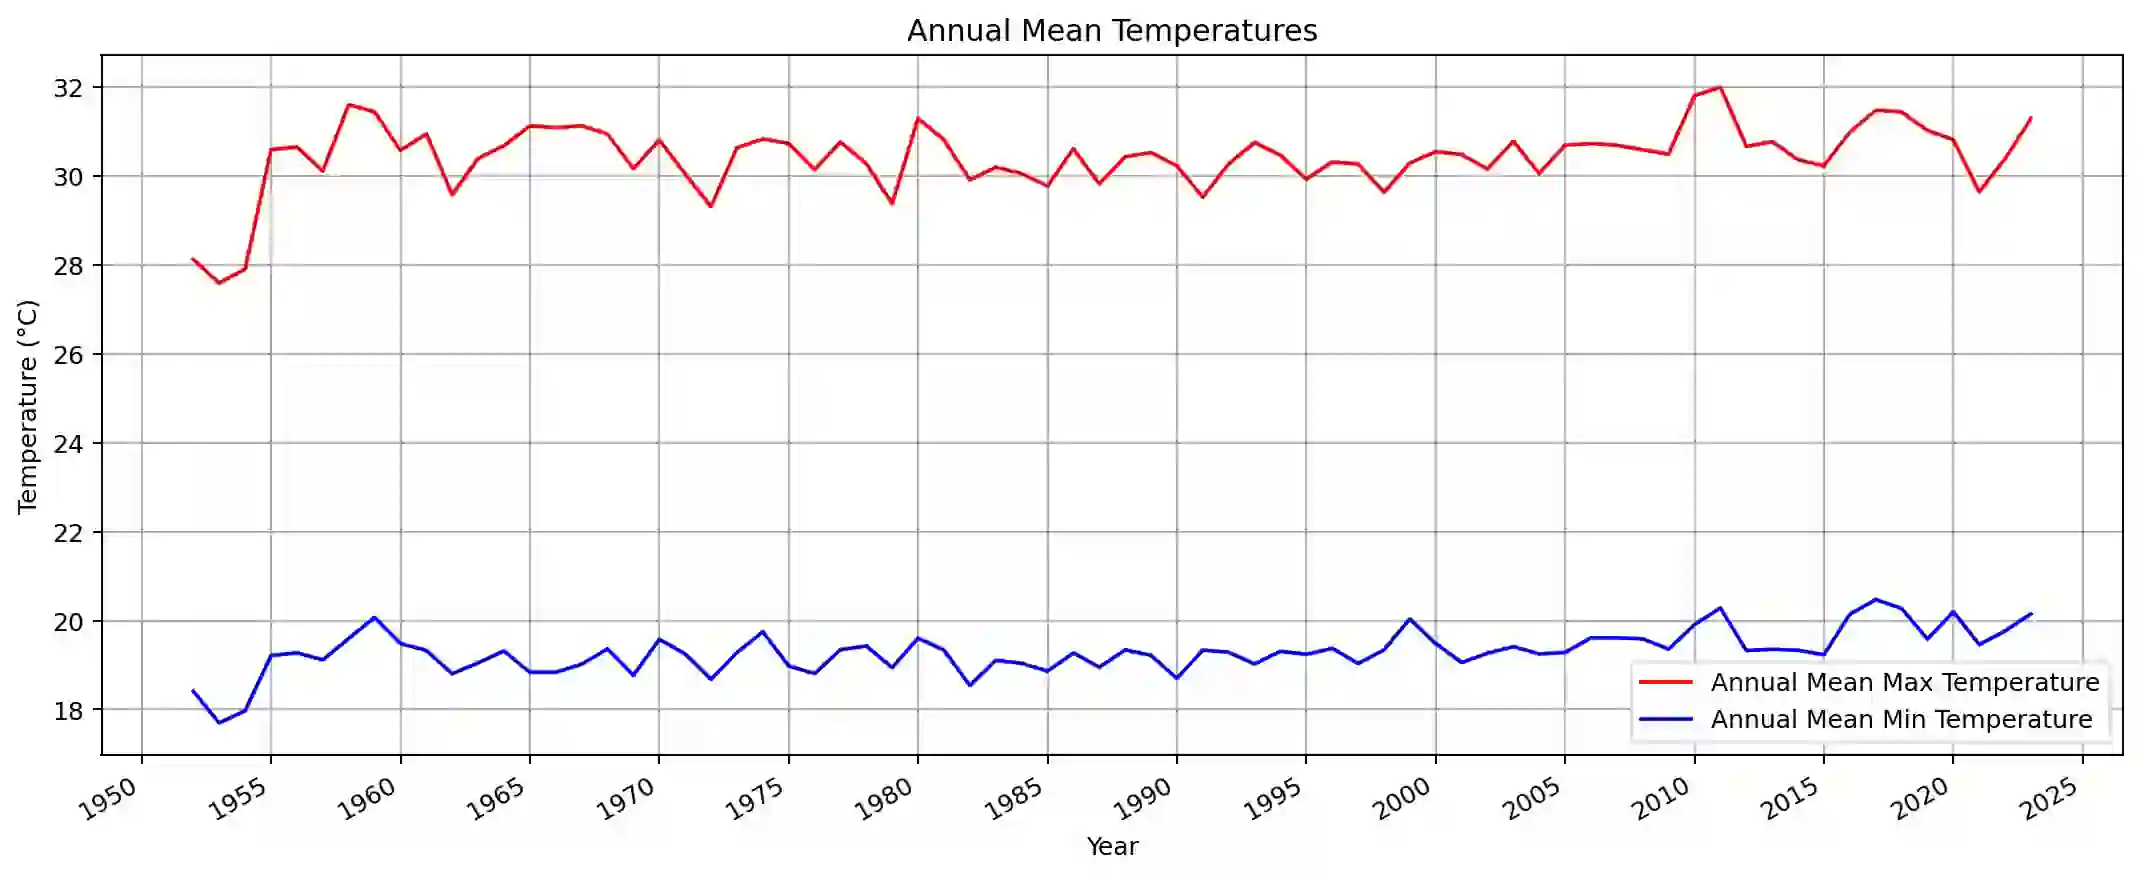 Annual Mean Temperatures
32
30
28
26
24
22
20
18
Temperature (°C)
Annual Mean Max Temperature
Annual Mean Min Temperature
1950 1955 1960 1965 1970 1975 1980 1985 1990 1995 2000 2005 2010 2015 2020 2025
Year